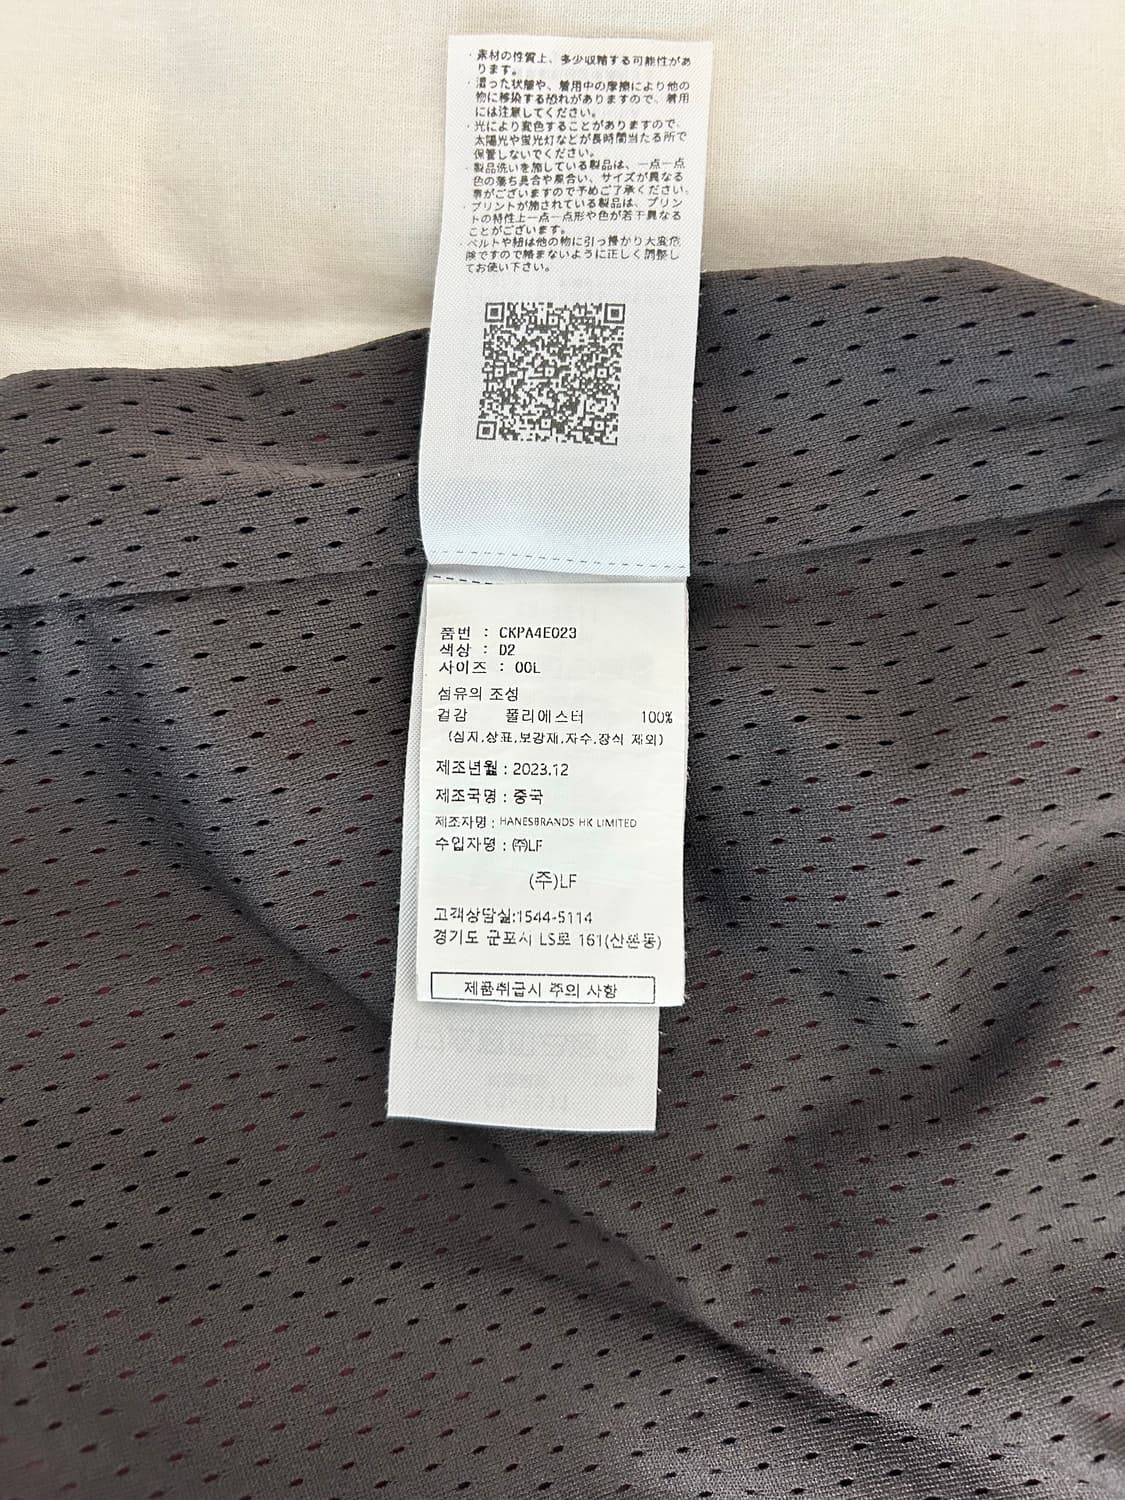 ・素材の性質上、多少収縮する可能性があ
ります。
・湿った状態や、着用中の摩擦により他の
物に移染する恐れがありますので、着用
には注意してください。
・光により変色することがありますので、
太陽光や蛍光灯などが長時間当たる所で
保管しないでください。
・製品洗いを施している製品は、一点一点
色の落ち具合や風合い、サイズが異なる
事がございますので予めご了承ください。
・プリントが施されている製品は、プリン
トの特性上一点一点形や色が若干異なる
ことがございます。
・ベルトや紐は他の物に引っ掛かり大変危
険ですので絡まないように正しく調整し
てお使い下さい。
품번 : CKPA4E023
색상 : D2
사이즈 : 00L
섬유의 조성
겉감 폴리에스터 100%
(심지,상표,보강재,자수,장식 제외)
제조년월 : 2023.12
제조국명 : 중국
제조자명 : HANESBRANDS HK LIMITED
수입자명 : ㈜LF
(주)LF
고객상담실:1544-5114
경기도 군포시 LS로 161(산본동)
제품취급시 주의 사항